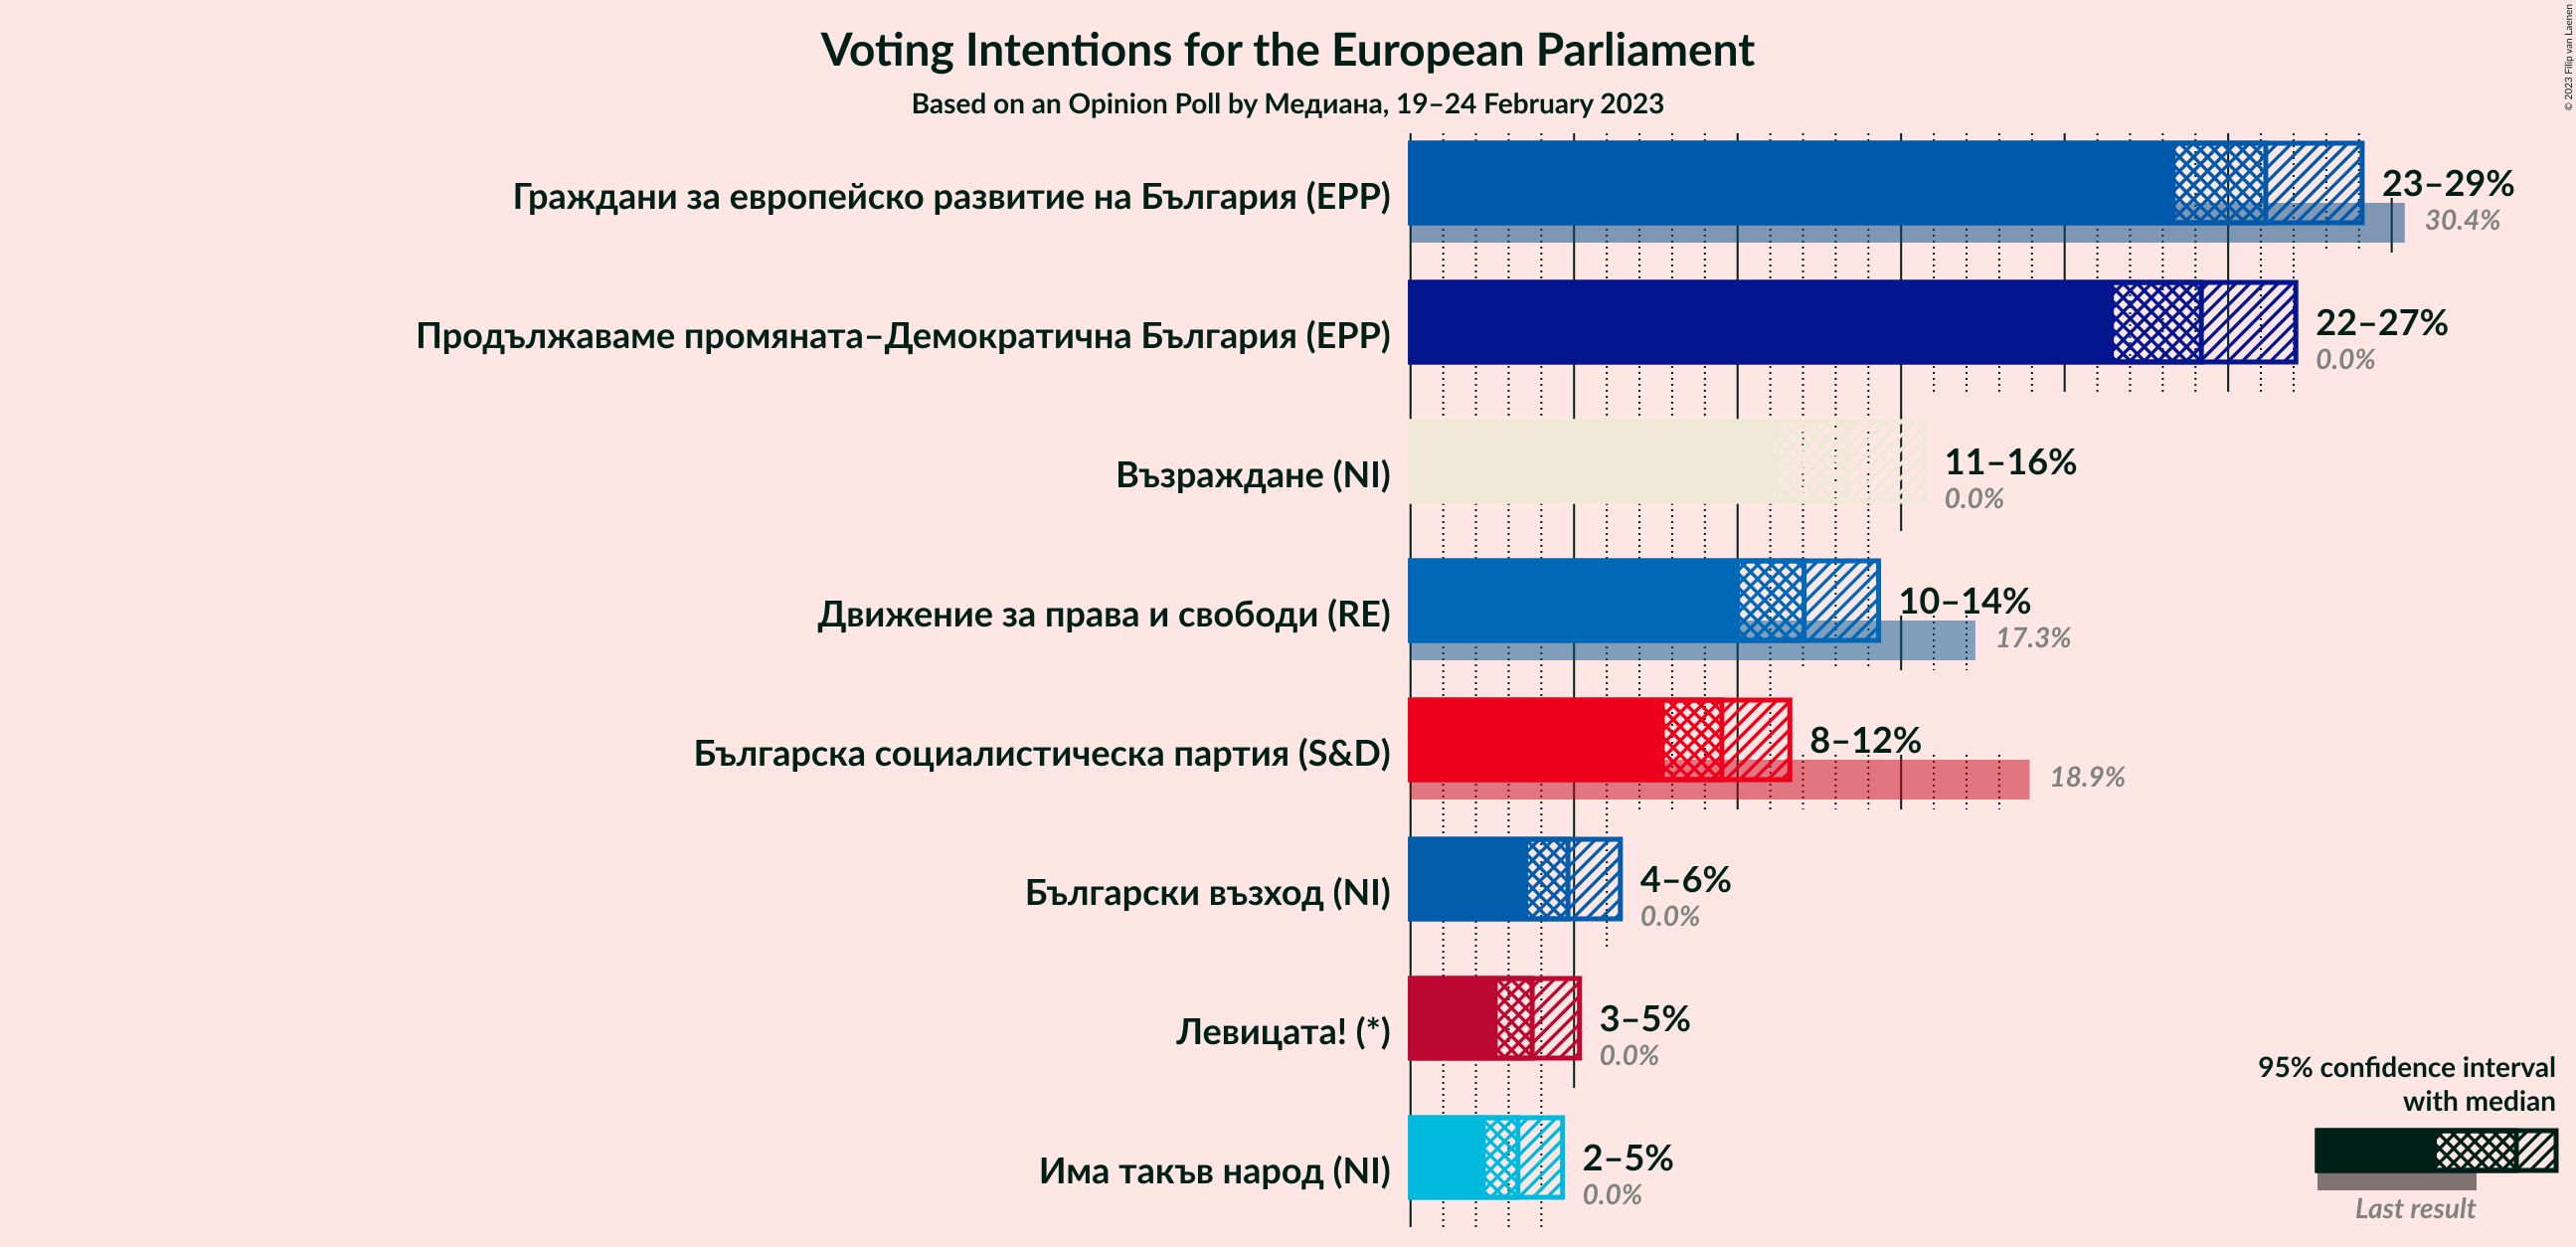 Voting Intentions for the European Parliament
Based on an Opinion Poll by Медиана, 19–24 February 2023
© 2023 Filip van Laenen
Граждани за европейско развитие на България (EPP)
23–29%
30.4%
Продължаваме промяната–Демократична България (EPP)
22–27%
0.0%
Възраждане (NI)
11–16%
0.0%
Движение за права и свободи (RE)
10–14%
17.3%
Българска социалистическа партия (S&D)
8–12%
18.9%
Български възход (NI)
4–6%
0.0%
Левицата! (*)
3–5%
0.0%
Има такъв народ (NI)
2–5%
0.0%
95% confidence interval
with median
Last result